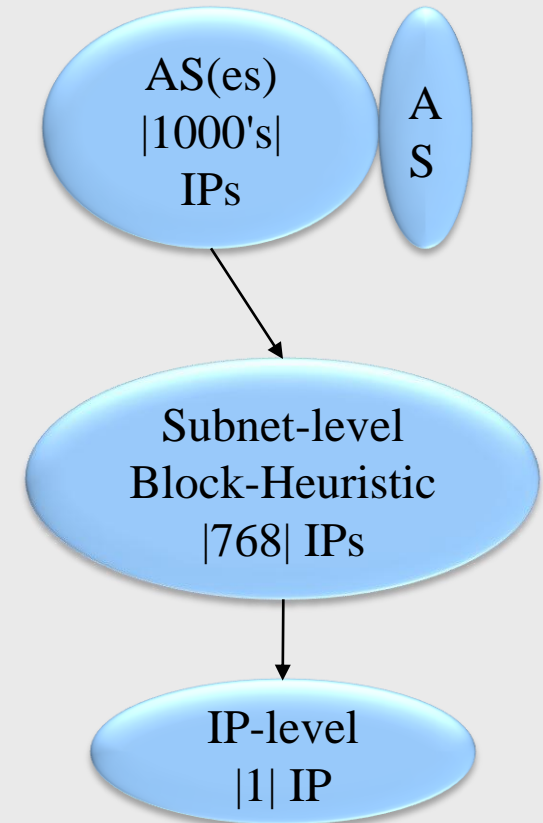 AS(es)
|1000's|
IPs
A
S
Subnet-level
Block-Heuristic
|768| IPs
IP-level
|1| IP